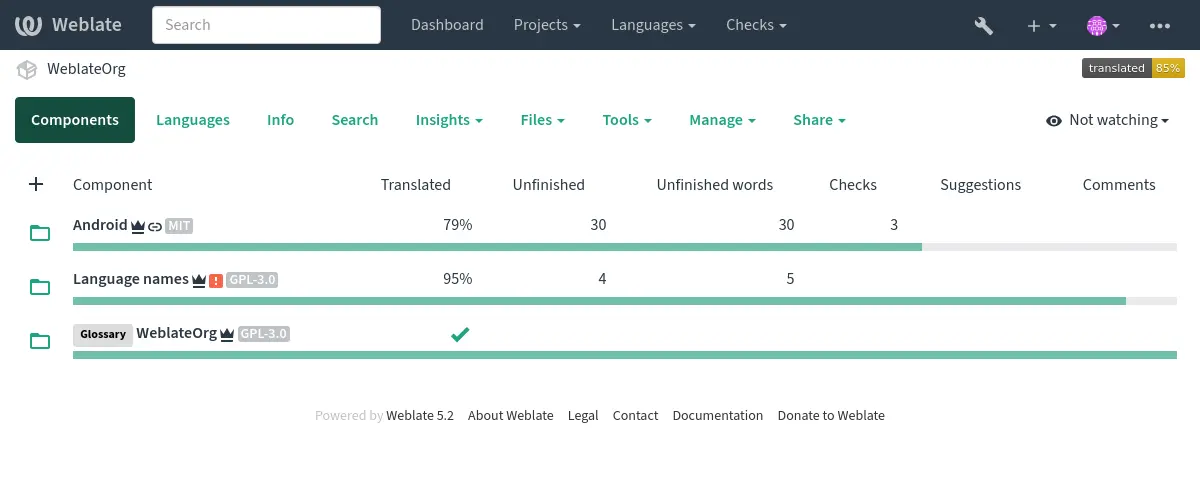 Weblate Search Dashboard Projects Languages Checks
WeblateOrg translated 85%
Components Languages Info Search Insights Files Tools Manage Share Not watching
Component Translated Unfinished Unfinished words Checks Suggestions Comments
Android MIT 79% 30 30 3
Language names GPL-3.0 95% 4 5
Glossary WeblateOrg GPL-3.0
Powered by Weblate 5.2 About Weblate Legal Contact Documentation Donate to Weblate